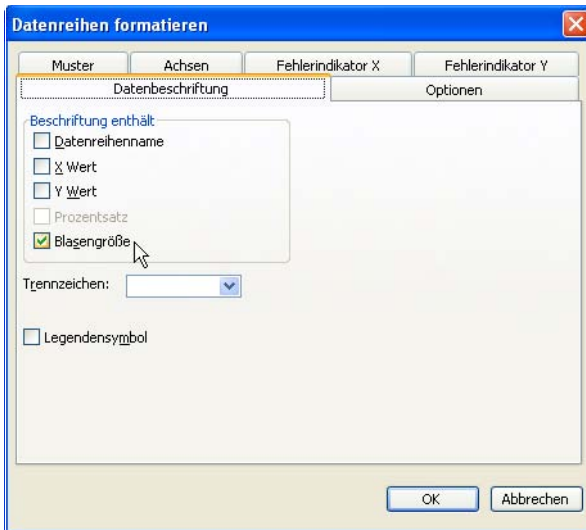 Datenreihen formatieren
Muster Achsen Fehlerindikator X Fehlerindikator Y
Datenbeschriftung Optionen
Beschriftung enthält
Datenreihenname
X Wert
Y Wert
Prozentsatz
Blasengröße
Trennzeichen:
Legendensymbol
OK Abbrechen